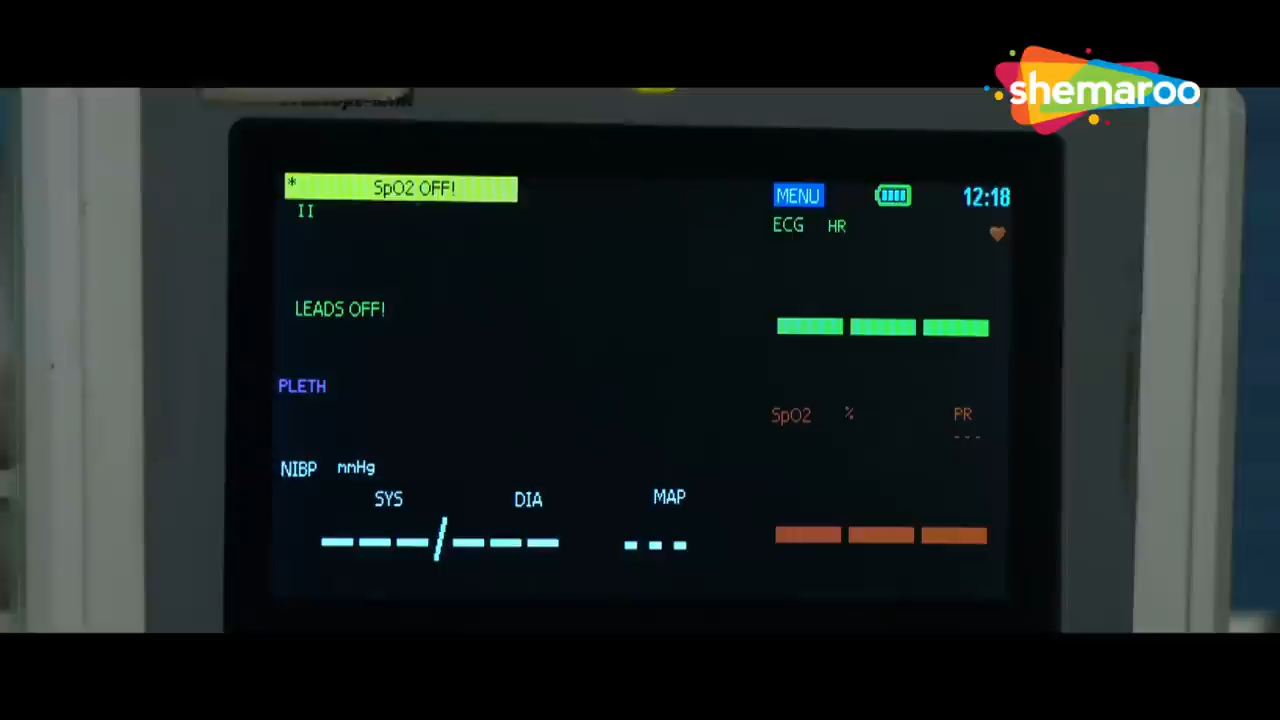 shemaroo
* SpO2 OFF!
MENU
12:18
II
ECG HR
LEADS OFF!
PLETH
SpO2 % PR
---
NIBP mmHg
SYS DIA MAP
---/--- ---